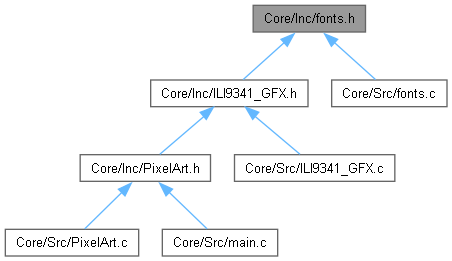 Core/Inc/fonts.h
Core/Inc/ILI9341_GFX.h
Core/Src/fonts.c
Core/Inc/PixelArt.h
Core/Src/ILI9341_GFX.c
Core/Src/PixelArt.c
Core/Src/main.c